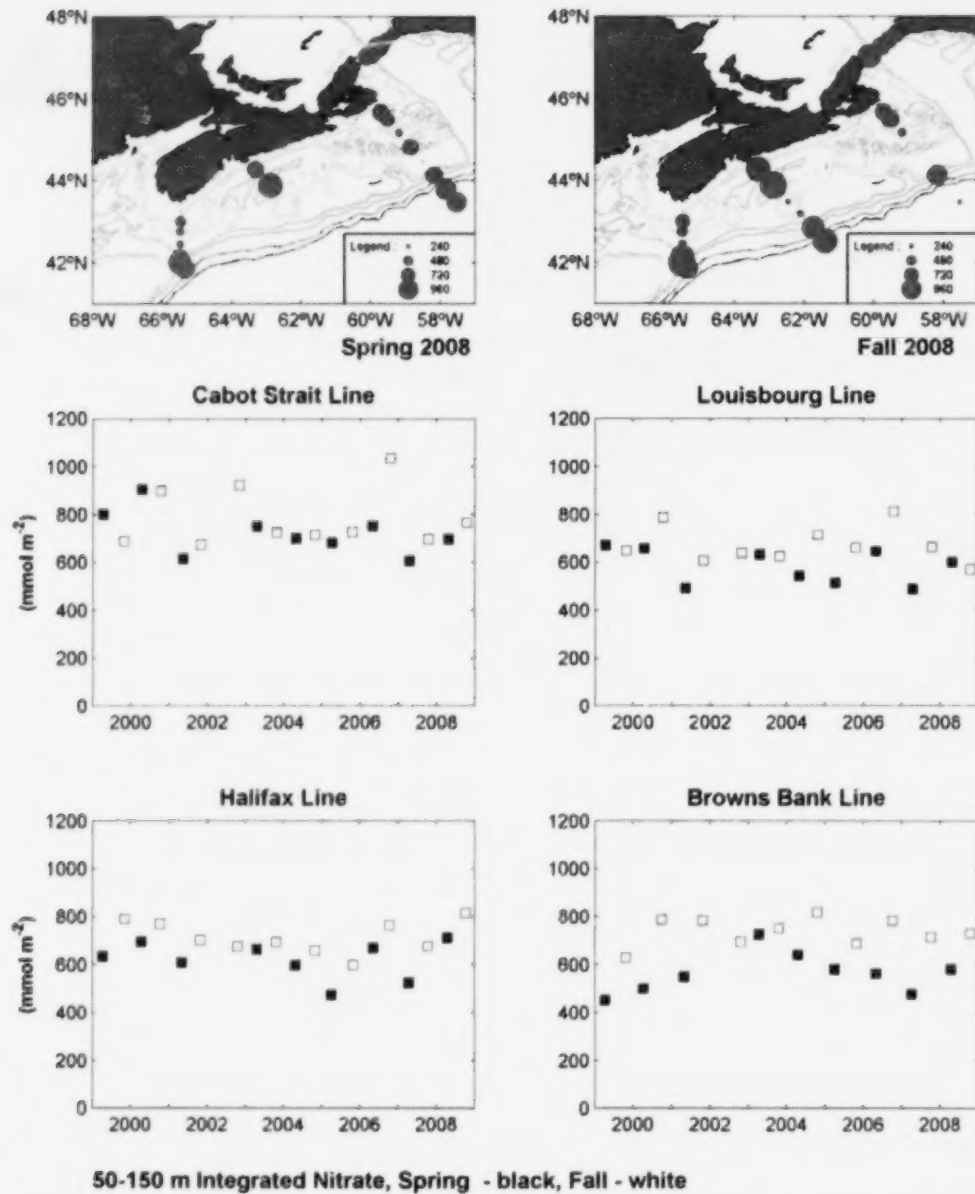 48°N
46°N
44°N
42°N
68°W 66°W 64°W 62°W 60°W 58°W
Legend :
240
480
720
960
Spring 2008
48°N
46°N
44°N
42°N
68°W 66°W 64°W 62°W 60°W 58°W
Legend :
240
480
720
960
Fall 2008
Cabot Strait Line
1200
1000
800
600
400
200
0
(mmol m⁻²)
2000 2002 2004 2006 2008
Louisbourg Line
1200
1000
800
600
400
200
0
2000 2002 2004 2006 2008
Halifax Line
1200
1000
800
600
400
200
0
(mmol m⁻²)
2000 2002 2004 2006 2008
Browns Bank Line
1200
1000
800
600
400
200
0
2000 2002 2004 2006 2008
50-150 m Integrated Nitrate, Spring - black, Fall - white